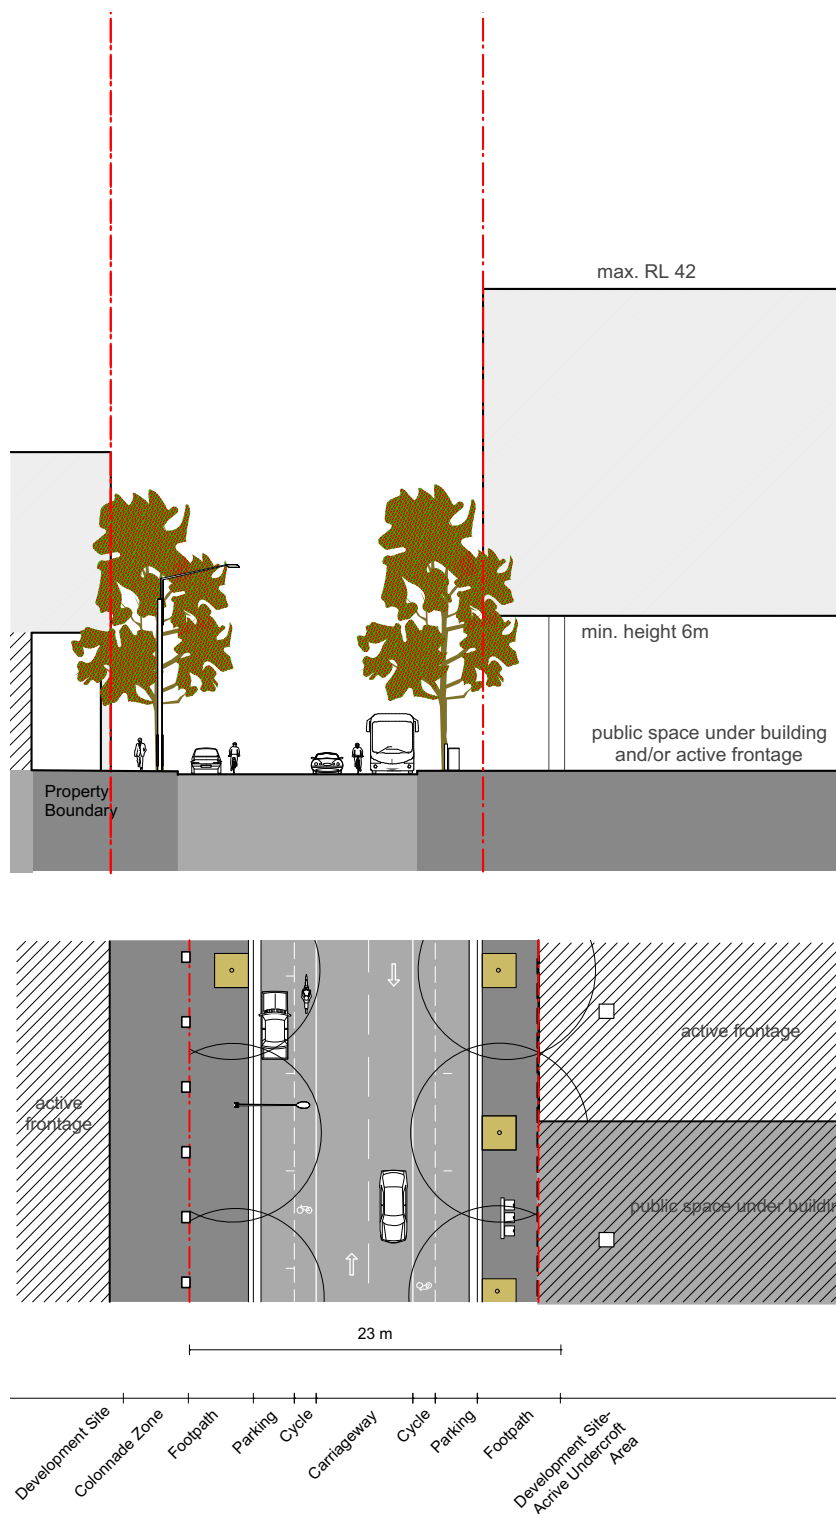 max. RL 42
min. height 6m
public space under building
and/or active frontage
Property
Boundary
active frontage
active
frontage
public space under buildin
23 m
Development Site
Colonnade Zone
Footpath
Parking
Cycle
Carriageway
Cycle
Parking
Footpath
Development Site-
Acrive Undercroft
Area